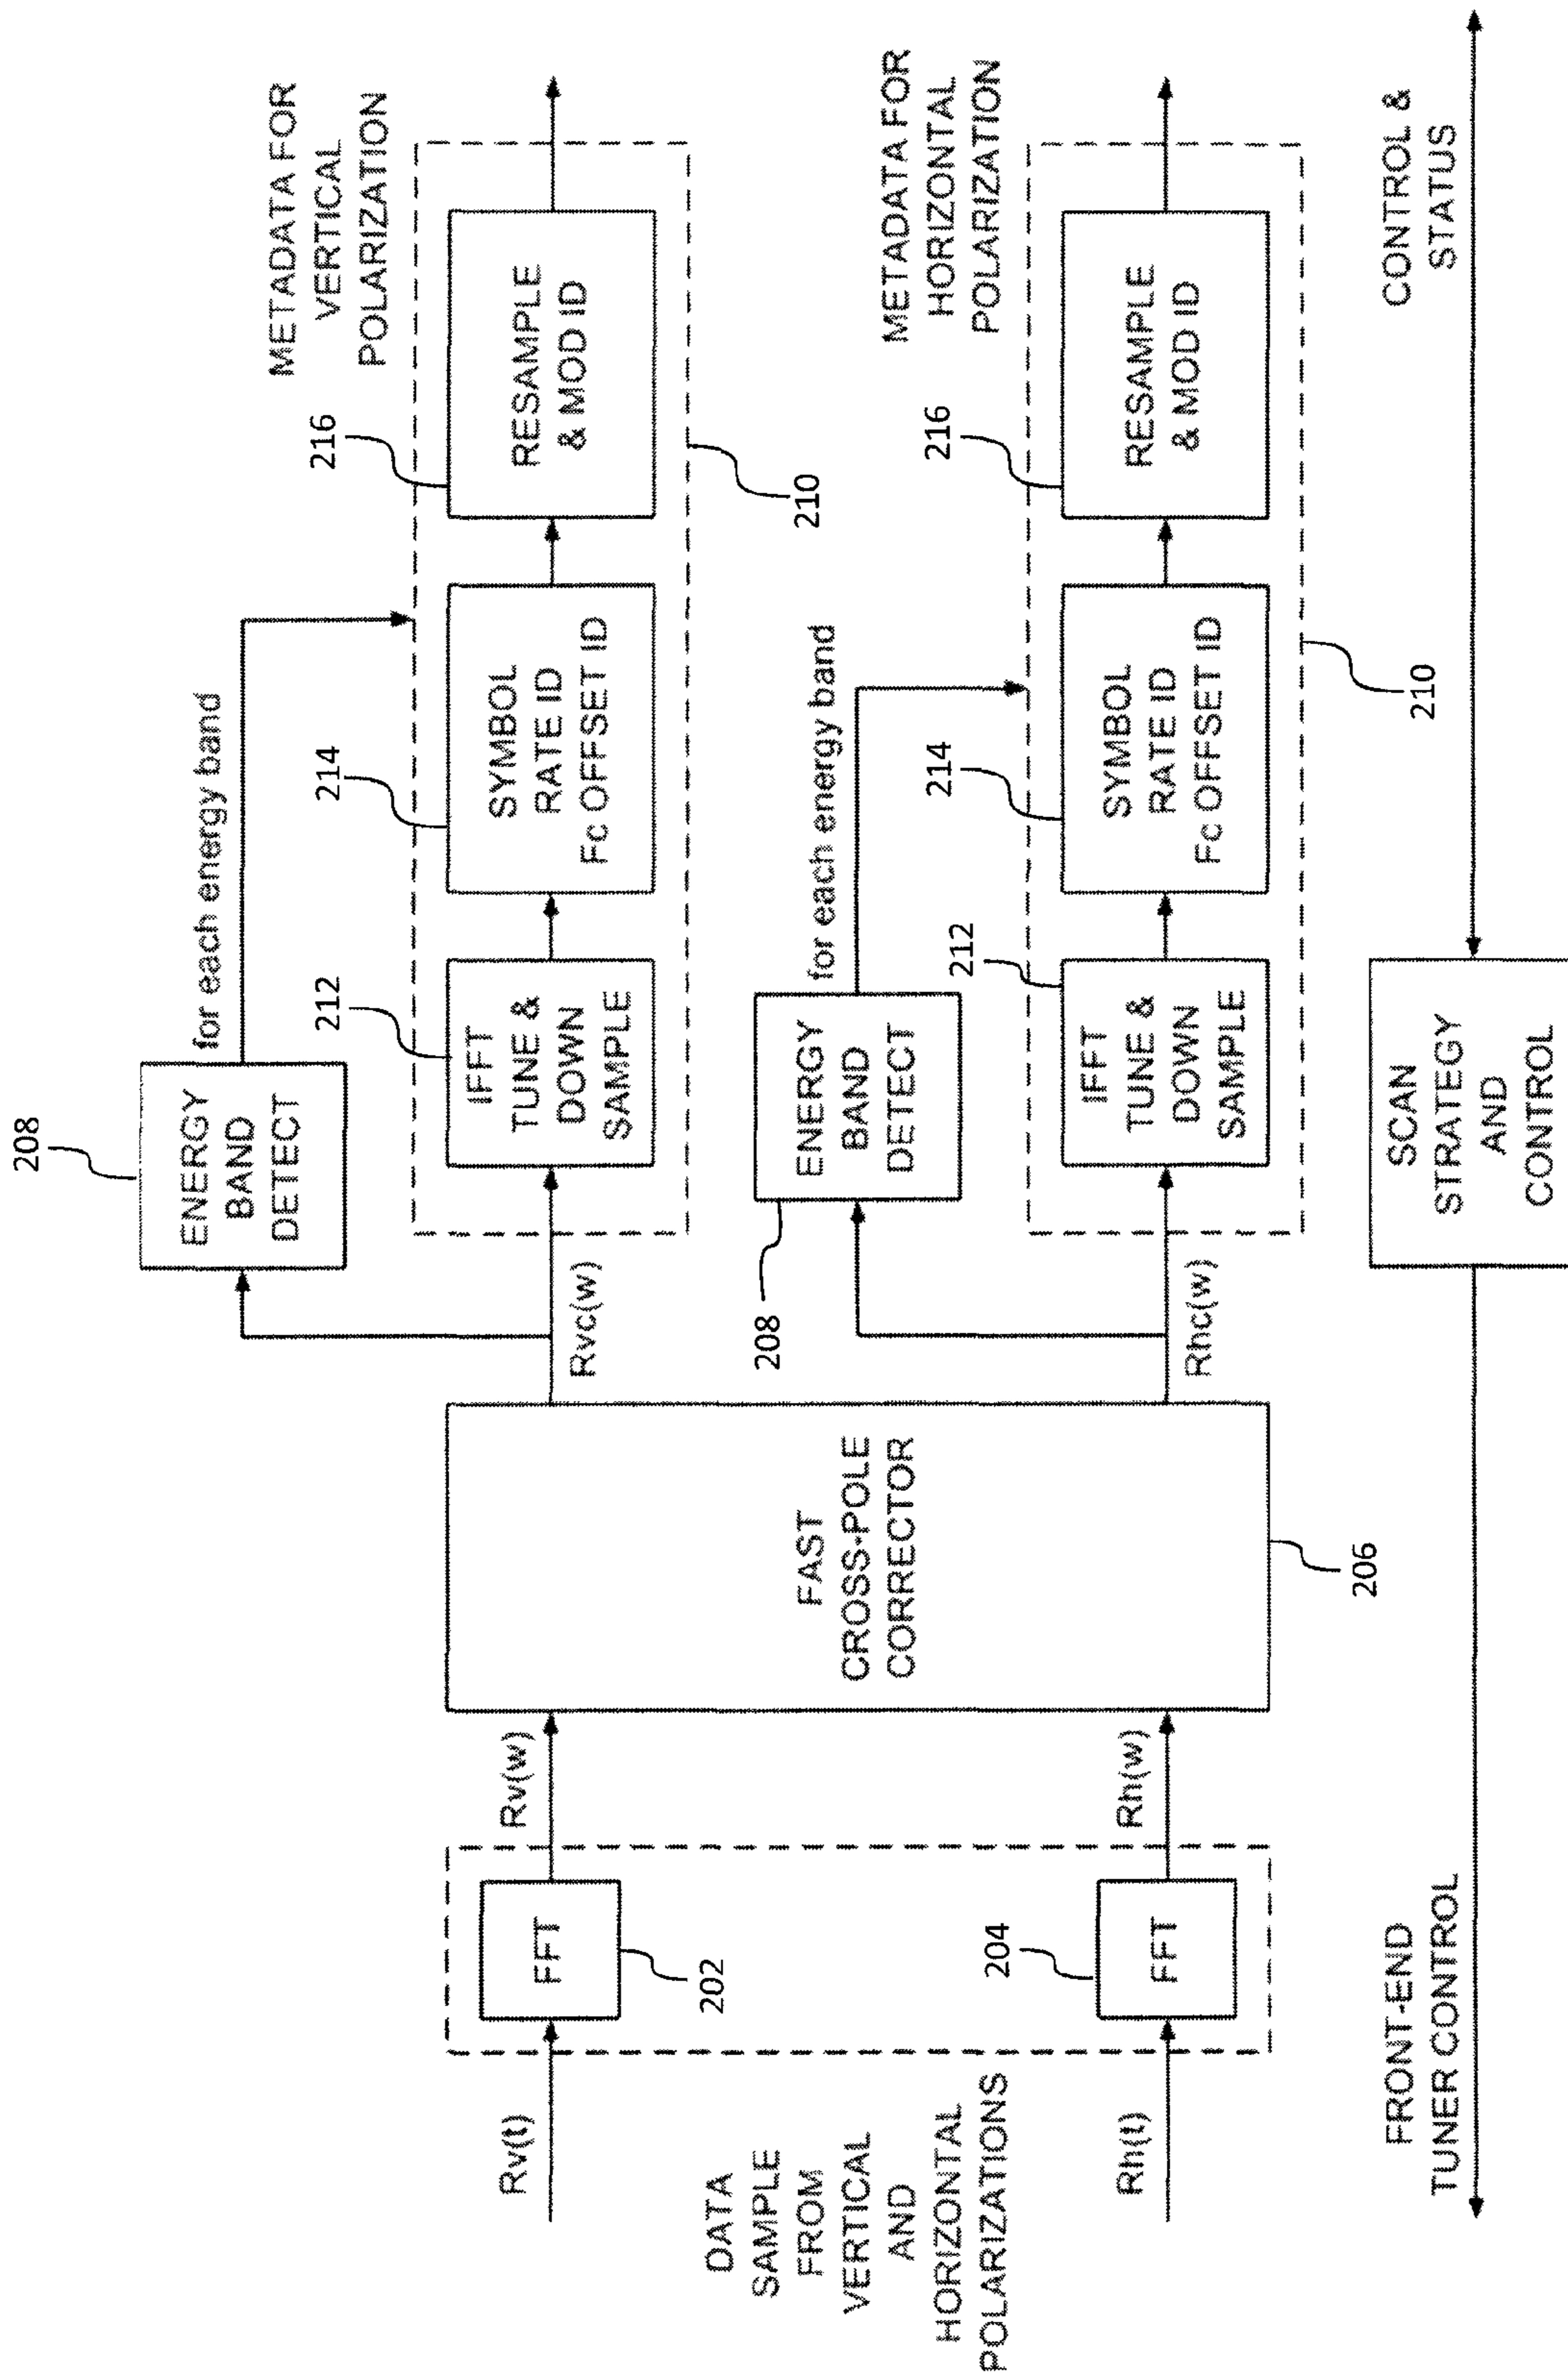 DATA
SAMPLE
FROM
VERTICAL
AND
HORIZONTAL
POLARIZATIONS
Rv(t)
Rh(t)
FFT
202
FFT
204
Rv(w)
Rh(w)
FAST
CROSS-POLE
CORRECTOR
206
Rvc(w)
Rhc(w)
208
ENERGY
BAND
DETECT
for each energy band
212
IFFT
TUNE &
DOWN
SAMPLE
214
SYMBOL
RATE ID
Fc OFFSET ID
216
RESAMPLE
& MOD ID
210
METADATA FOR
VERTICAL
POLARIZATION
208
ENERGY
BAND
DETECT
for each energy band
212
IFFT
TUNE &
DOWN
SAMPLE
214
SYMBOL
RATE ID
Fc OFFSET ID
216
RESAMPLE
& MOD ID
210
METADATA FOR
HORIZONTAL
POLARIZATION
FRONT-END
TUNER CONTROL
SCAN
STRATEGY
AND
CONTROL
CONTROL &
STATUS